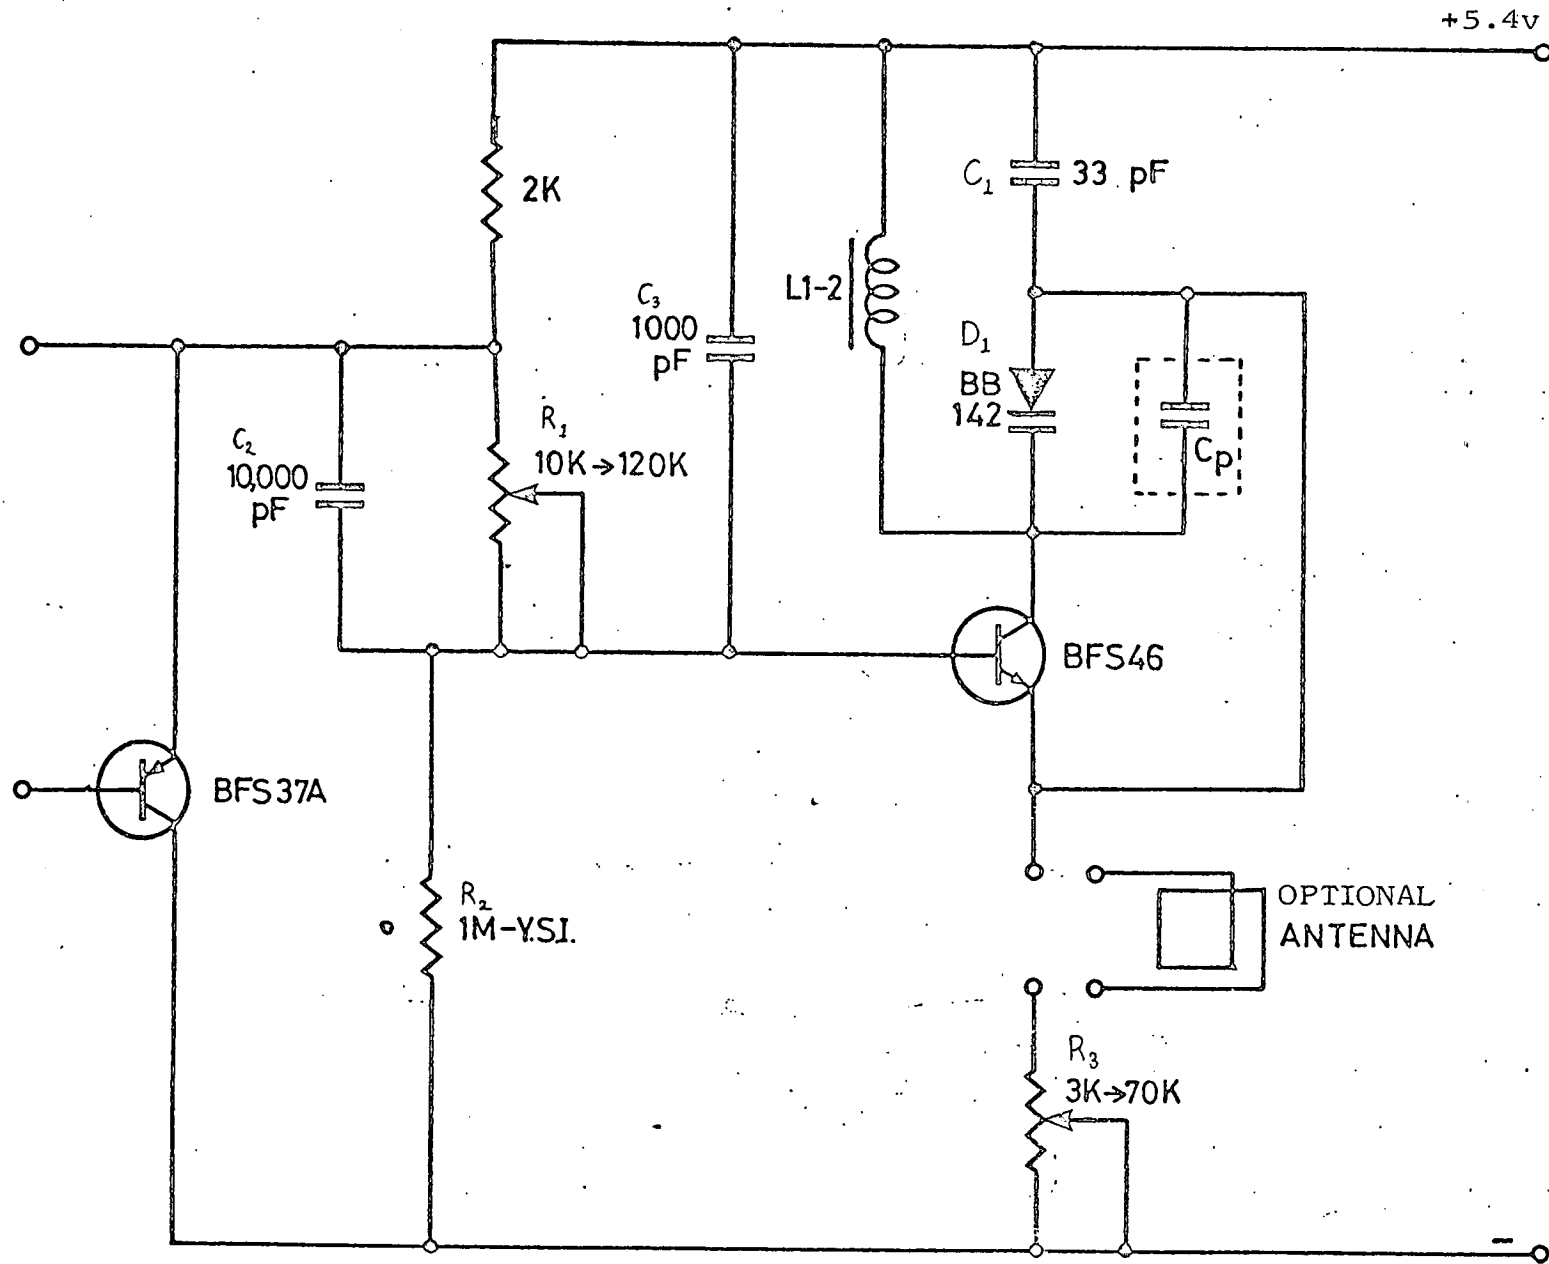 +5.4v
C₁ 33 pF
2K
L1-2
C₃
1000
pF
D₁
BB
142
Cp
R₁
10K→120K
C₂
10,000
pF
BFS46
BFS37A
R₂
1M-Y.S.I.
OPTIONAL
ANTENNA
R₃
3K→70K
−